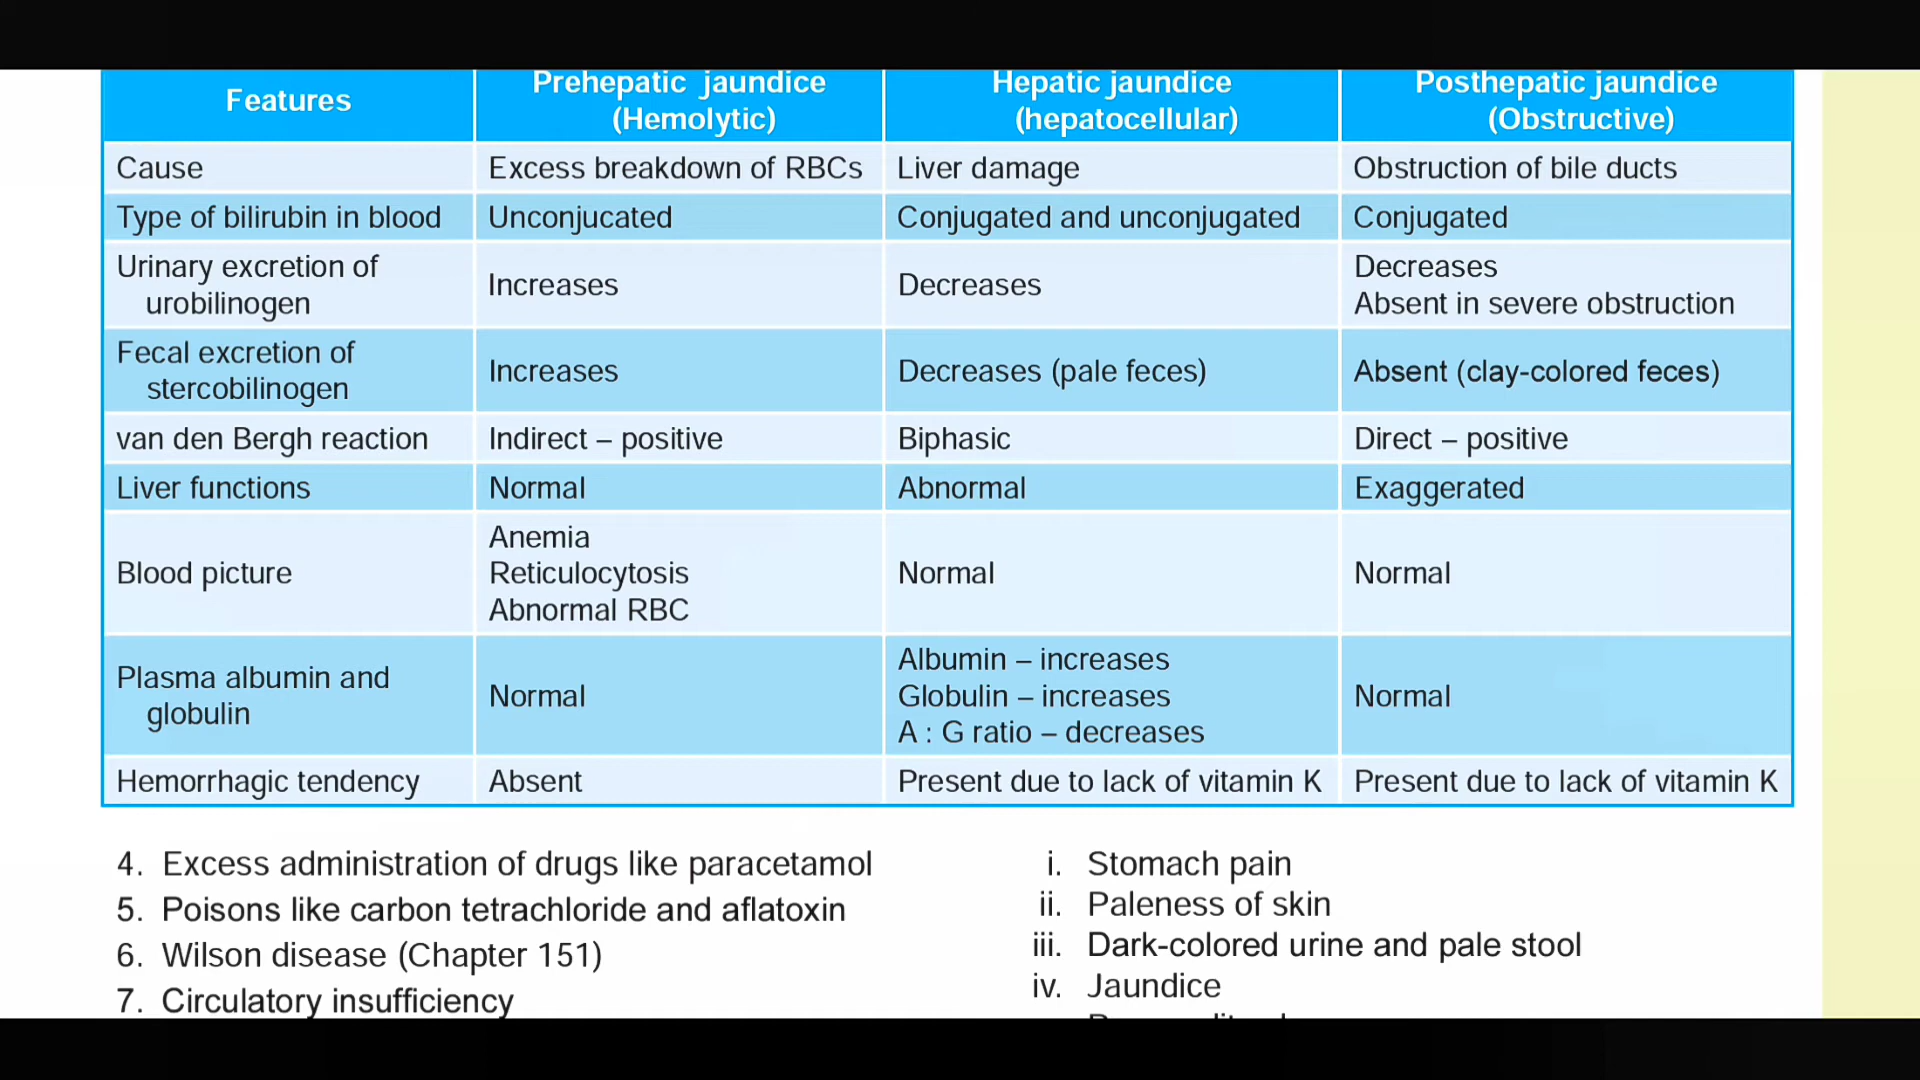 Features
Prehepatic jaundice
(Hemolytic)
Hepatic jaundice
(hepatocellular)
Posthepatic jaundice
(Obstructive)
Cause
Excess breakdown of RBCs
Liver damage
Obstruction of bile ducts
Type of bilirubin in blood
Unconjucated
Conjugated and unconjugated
Conjugated
Urinary excretion of
urobilinogen
Increases
Decreases
Decreases
Absent in severe obstruction
Fecal excretion of
stercobilinogen
Increases
Decreases (pale feces)
Absent (clay-colored feces)
van den Bergh reaction
Indirect – positive
Biphasic
Direct – positive
Liver functions
Normal
Abnormal
Exaggerated
Blood picture
Anemia
Reticulocytosis
Abnormal RBC
Normal
Normal
Plasma albumin and
globulin
Normal
Albumin – increases
Globulin – increases
A : G ratio – decreases
Normal
Hemorrhagic tendency
Absent
Present due to lack of vitamin K
Present due to lack of vitamin K
4. Excess administration of drugs like paracetamol
5. Poisons like carbon tetrachloride and aflatoxin
6. Wilson disease (Chapter 151)
7. Circulatory insufficiency
i. Stomach pain
ii. Paleness of skin
iii. Dark-colored urine and pale stool
iv. Jaundice